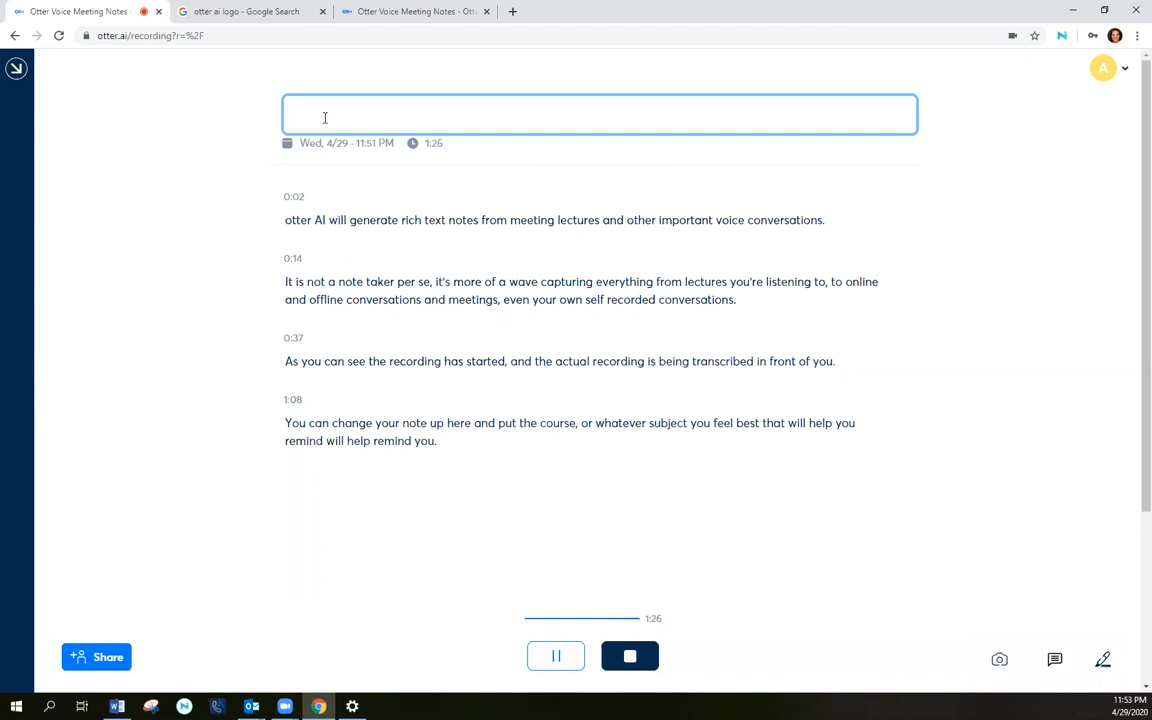 Otter Voice Meeting Notes -
otter ai logo - Google Search
Otter Voice Meeting Notes - Ott
otter.ai/recording?r=%2F
A
Wed, 4/29 · 11:51 PM 1:26
0:02
otter AI will generate rich text notes from meeting lectures and other important voice conversations.
0:14
It is not a note taker per se, it's more of a wave capturing everything from lectures you're listening to, to online
and offline conversations and meetings, even your own self recorded conversations.
0:37
As you can see the recording has started, and the actual recording is being transcribed in front of you.
1:08
You can change your note up here and put the course, or whatever subject you feel best that will help you
remind will help remind you.
1:26
Share
11:53 PM
4/29/2020